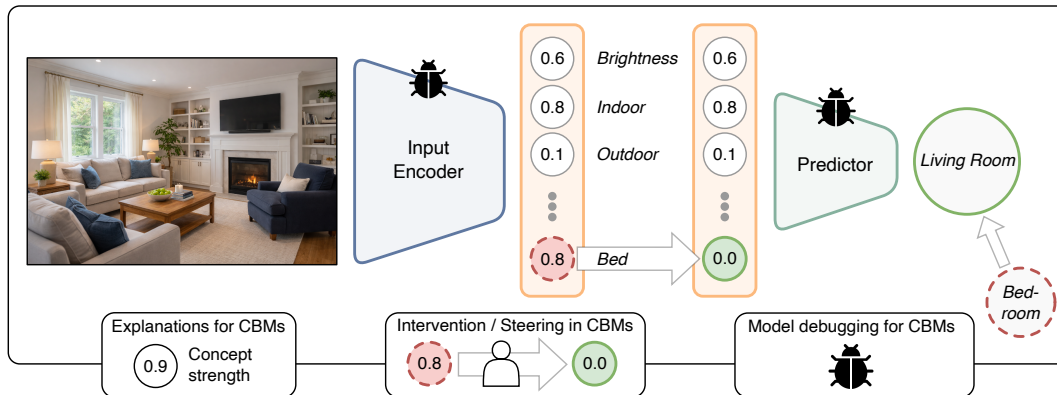 Input
Encoder
0.6
0.8
0.1
0.8
Brightness
Indoor
Outdoor
Bed
0.6
0.8
0.1
0.0
Predictor
Living Room
Bed-
room
Explanations for CBMs
0.9
Concept
strength
Intervention / Steering in CBMs
0.8
0.0
Model debugging for CBMs